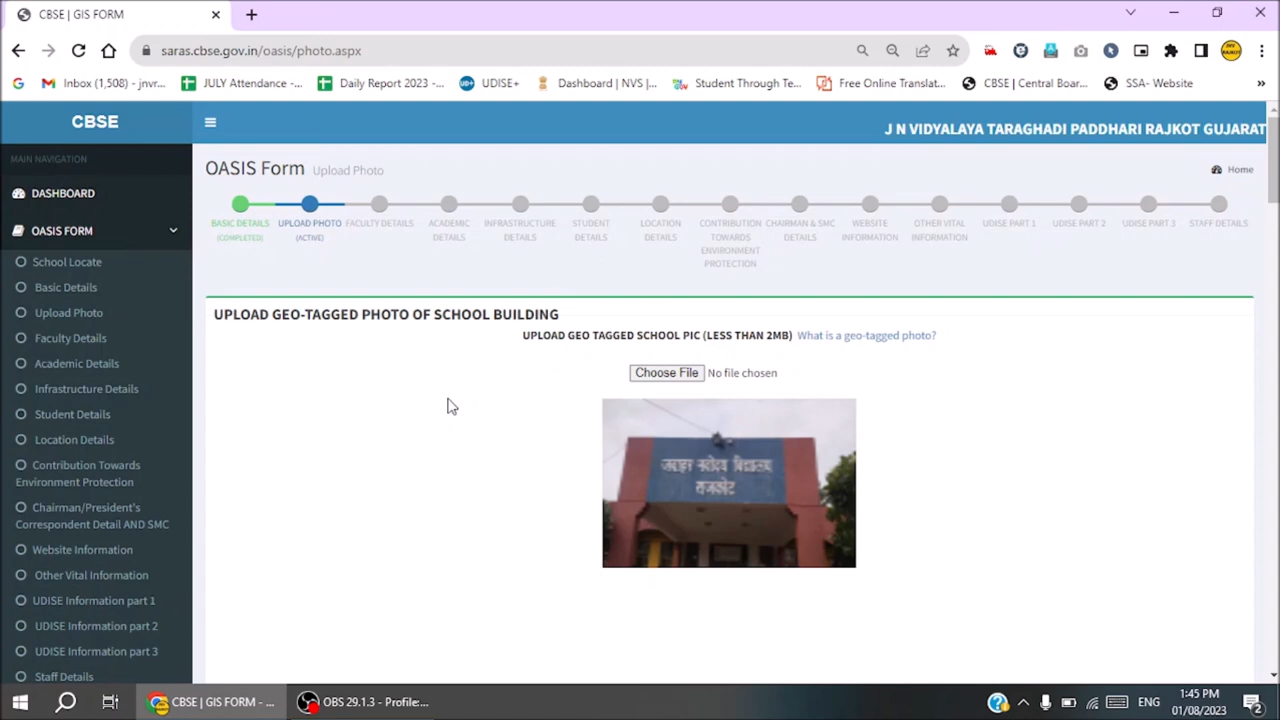 CBSE | GIS FORM
saras.cbse.gov.in/oasis/photo.aspx
Inbox (1,508) - jnvr...
JULY Attendance -...
Daily Report 2023 -...
UDISE+
Dashboard | NVS |...
Student Through Te...
Free Online Translat...
CBSE | Central Boar...
SSA- Website
CBSE
J N VIDYALAYA TARAGHADI PADDHARI RAJKOT GUJARAT
MAIN NAVIGATION
DASHBOARD
OASIS FORM
School Locate
Basic Details
Upload Photo
Faculty Details
Academic Details
Infrastructure Details
Student Details
Location Details
Contribution Towards
Environment Protection
Chairman/President's
Correspondent Detail AND SMC
Website Information
Other Vital Information
UDISE Information part 1
UDISE Information part 2
UDISE Information part 3
Staff Details
OASIS Form Upload Photo
Home
BASIC DETAILS
(COMPLETED)
UPLOAD PHOTO
(ACTIVE)
FACULTY DETAILS
ACADEMIC
DETAILS
INFRASTRUCTURE
DETAILS
STUDENT
DETAILS
LOCATION
DETAILS
CONTRIBUTION
TOWARDS
ENVIRONMENT
PROTECTION
CHAIRMAN & SMC
DETAILS
WEBSITE
INFORMATION
OTHER VITAL
INFORMATION
UDISE PART 1
UDISE PART 2
UDISE PART 3
STAFF DETAILS
UPLOAD GEO-TAGGED PHOTO OF SCHOOL BUILDING
UPLOAD GEO TAGGED SCHOOL PIC (LESS THAN 2MB) What is a geo-tagged photo?
Choose File No file chosen
जवाहर नवोदय विद्यालय
राजकोट
CBSE | GIS FORM - ...
OBS 29.1.3 - Profile:...
ENG
1:45 PM
01/08/2023
2